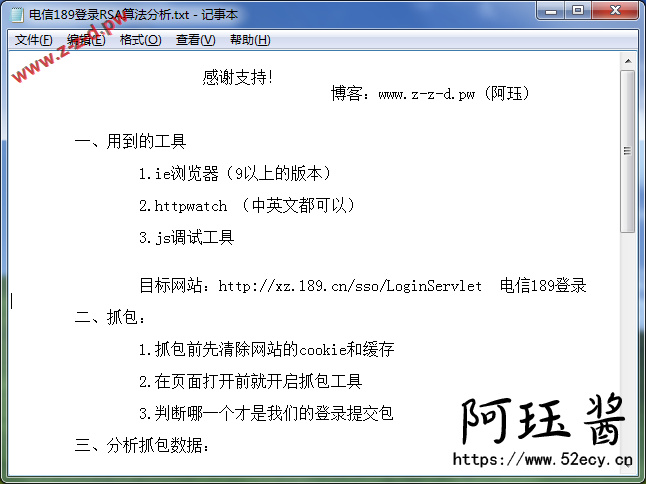 电信189登录RSA算法分析.txt - 记事本
文件(F) 编辑(E) 格式(O) 查看(V) 帮助(H)
www.z-z-d.pw
感谢支持!
博客: www.z-z-d.pw (阿珏)
一、用到的工具
1.ie浏览器（9以上的版本）
2.httpwatch （中英文都可以）
3.js调试工具
目标网站: http://xz.189.cn/sso/LoginServlet 电信189登录
二、抓包:
1.抓包前先清除网站的cookie和缓存
2.在页面打开前就开启抓包工具
3.判断哪一个才是我们的登录提交包
三、分析抓包数据:
阿珏酱
https://www.52ecy.cn